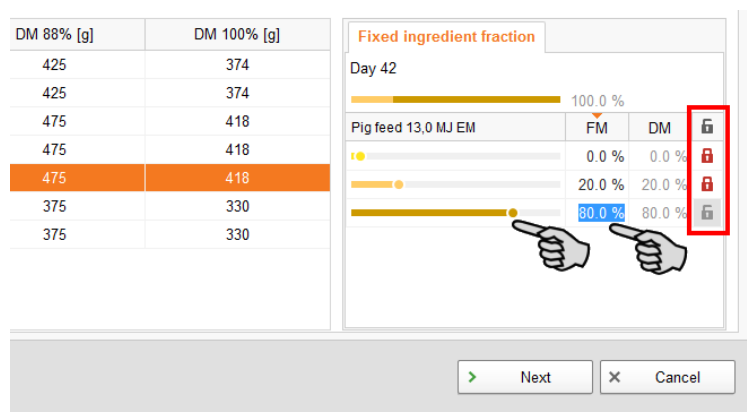 DM 88% [g] DM 100% [g]
425 374
425 374
475 418
475 418
475 418
375 330
375 330
Fixed ingredient fraction
Day 42
100.0 %
Pig feed 13,0 MJ EM FM DM
0.0 % 0.0 %
20.0 % 20.0 %
80.0 % 80.0 %
Next Cancel